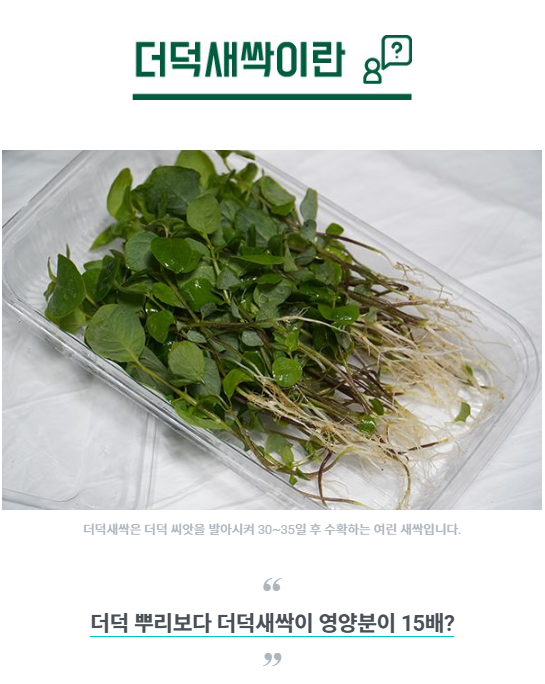 더덕새싹이란
?
더덕새싹은 더덕 씨앗을 발아시켜 30~35일 후 수확하는 여린 새싹입니다.
“
더덕 뿌리보다 더덕새싹이 영양분이 15배?
”